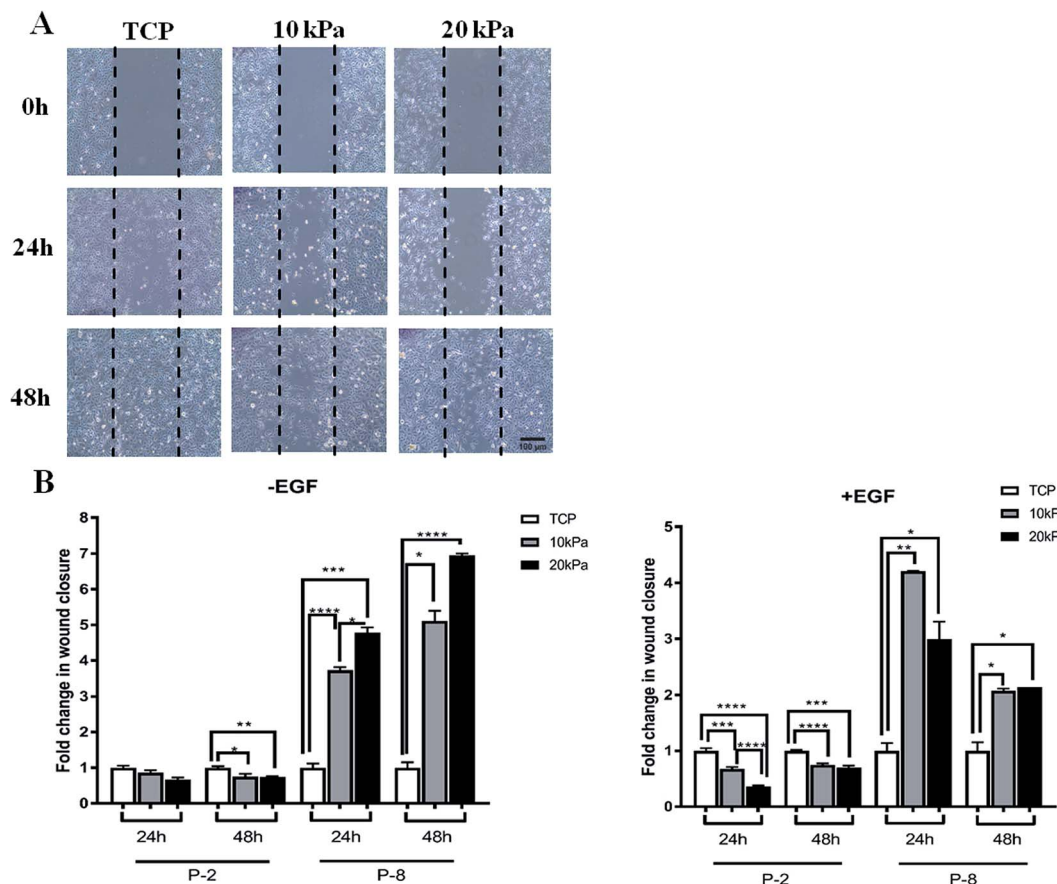 A
TCP 10 kPa 20 kPa
0h
24h
48h
100 µm
B
-EGF
TCP
10kPa
20kPa
Fold change in wound closure
8
7
6
5
4
3
2
1
0
**
*
***
****
*
****
*
24h 48h 24h 48h
P-2 P-8
+EGF
TCP
10kP
20kP
Fold change in wound closure
5
4
3
2
1
0
****
***
****
***
****
*
**
*
*
24h 48h 24h 48h
P-2 P-8